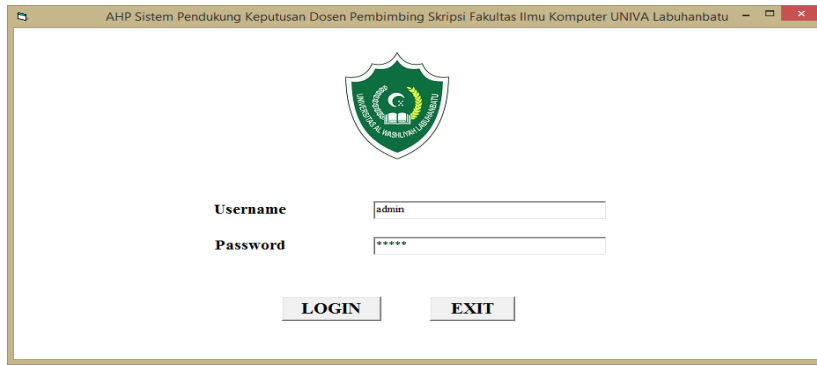 AHP Sistem Pendukung Keputusan Dosen Pembimbing Skripsi Fakultas Ilmu Komputer UNIVA Labuhanbatu
UNIVERSITAS AL WASHLIYAH LABUHANBATU
Username admin
Password *****
LOGIN EXIT